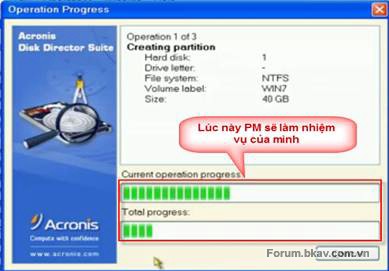 Operation Progress
Acronis
Disk Director Suite
Operation 1 of 3
Creating partition
Hard disk: 1
Drive letter: -
File system: NTFS
Volume label: WIN7
Size: 40 GB
Lúc này PM sẽ làm nhiệm
vụ của minh
Current operation progress
Total progress:
Acronis
Compute with confidence
www.acronis.com
Forum.bkav.com.vn